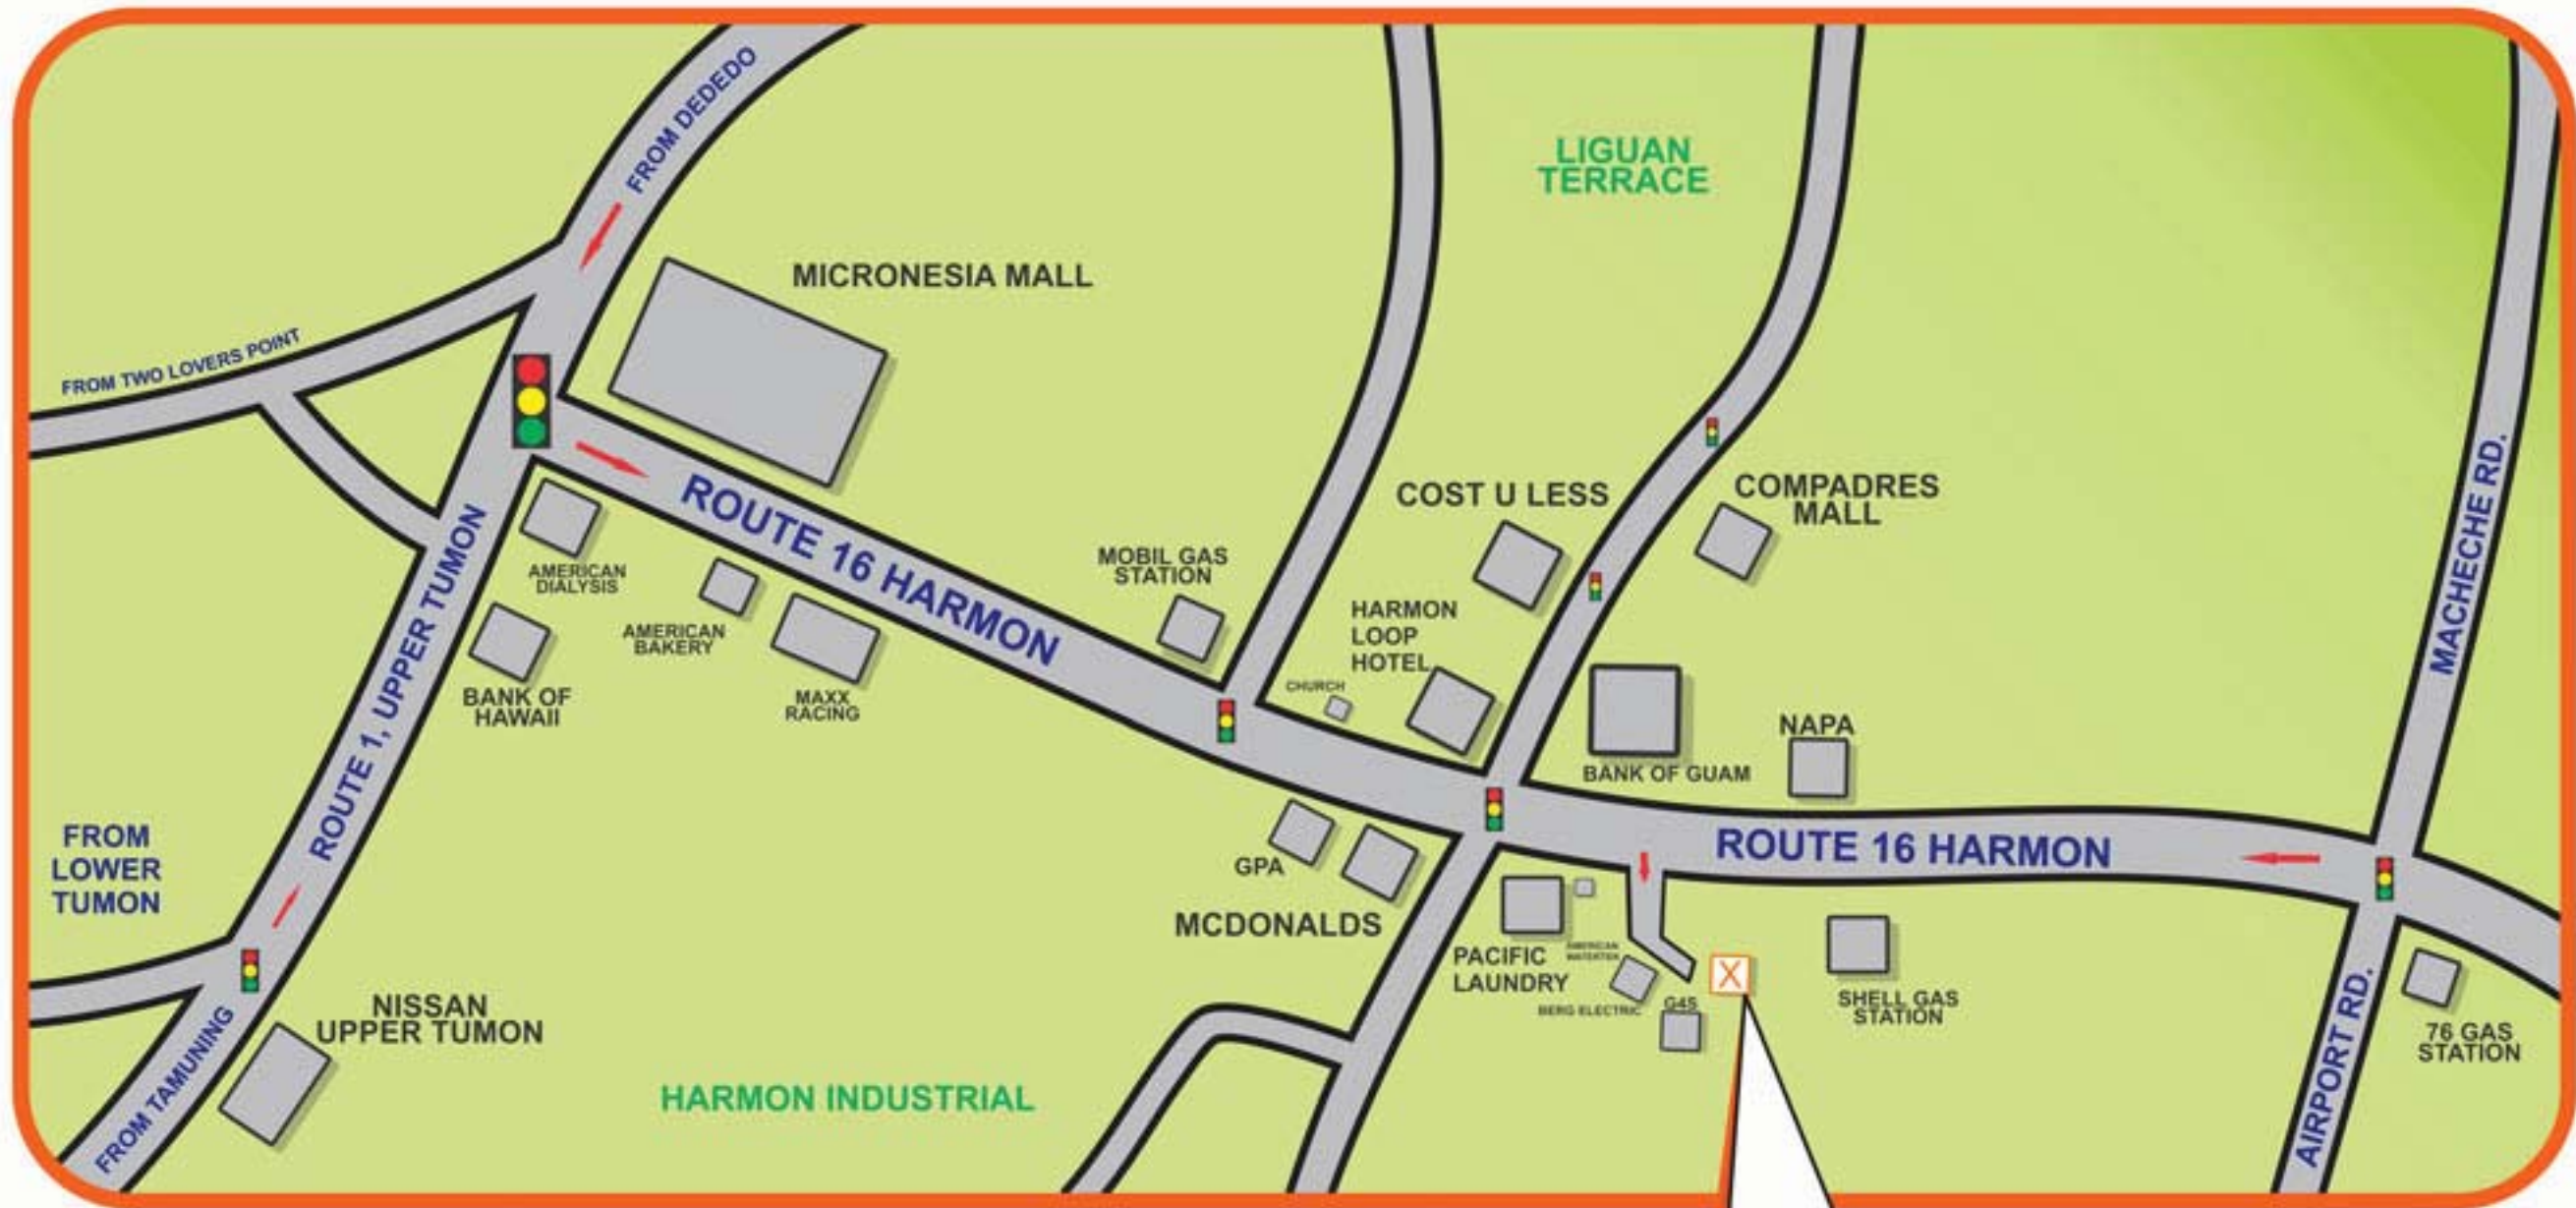 FROM DEDEDO
LIGUAN
TERRACE
MICRONESIA MALL
FROM TWO LOVERS POINT
ROUTE 16 HARMON
COST U LESS
COMPADRES
MALL
MACHECHE RD.
AMERICAN
DIALYSIS
MOBIL GAS
STATION
HARMON
LOOP
HOTEL
AMERICAN
BAKERY
CHURCH
BANK OF
HAWAII
MAXX
RACING
ROUTE 1, UPPER TUMON
NAPA
BANK OF GUAM
FROM
LOWER
TUMON
GPA
ROUTE 16 HARMON
MCDONALDS
PACIFIC
LAUNDRY
AMERICAN
X
BERG ELECTRIC
G4S
SHELL GAS
STATION
NISSAN
UPPER TUMON
76 GAS
STATION
AIRPORT RD.
FROM TAMUNING
HARMON INDUSTRIAL